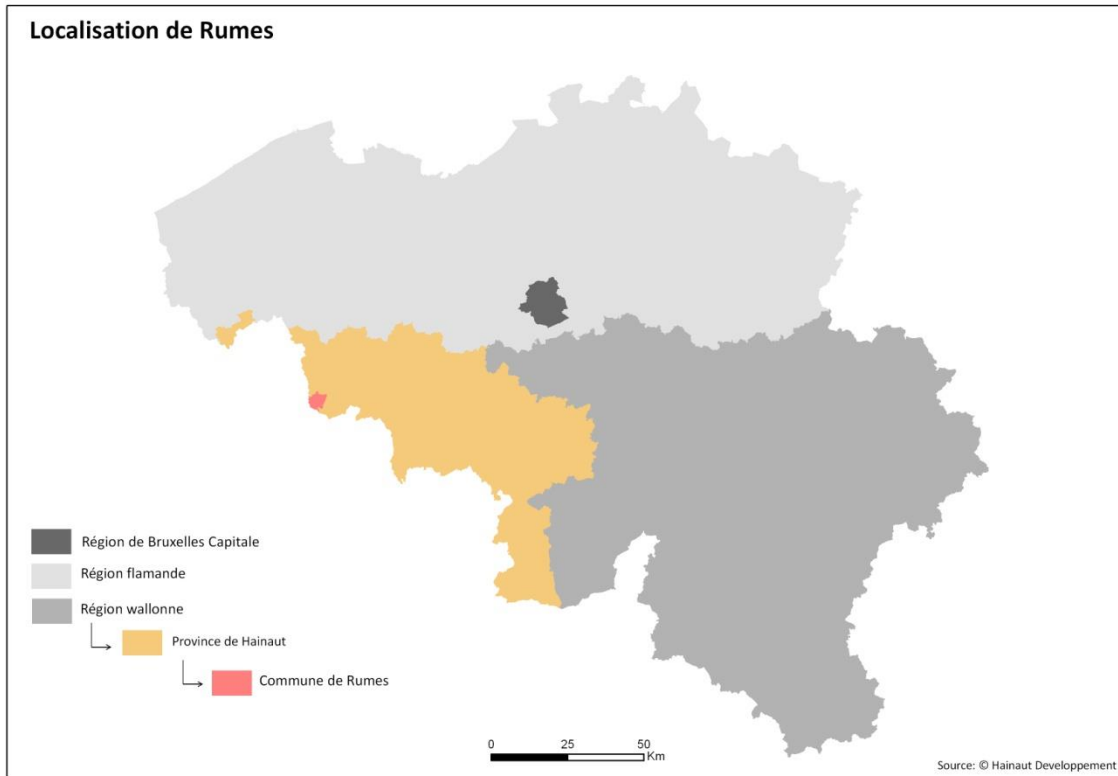 Localisation de Rumes
Région de Bruxelles Capitale
Région flamande
Région wallonne
Province de Hainaut
Commune de Rumes
0 25 50
Km
Source: © Hainaut Developpement